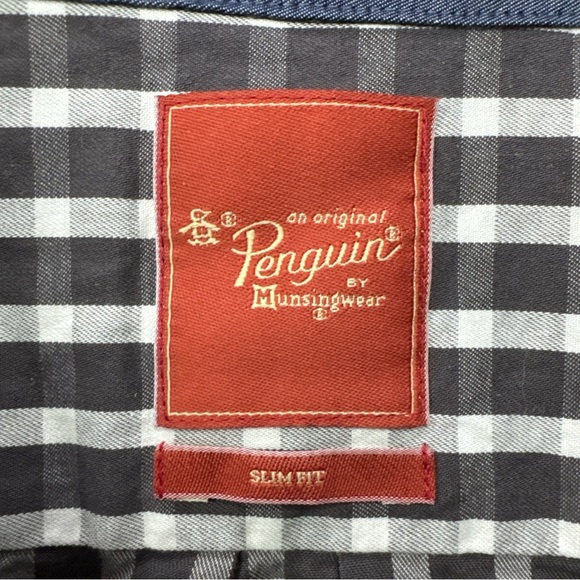 an original
Penguin®
BY
Munsingwear
®
®
SLIM FIT